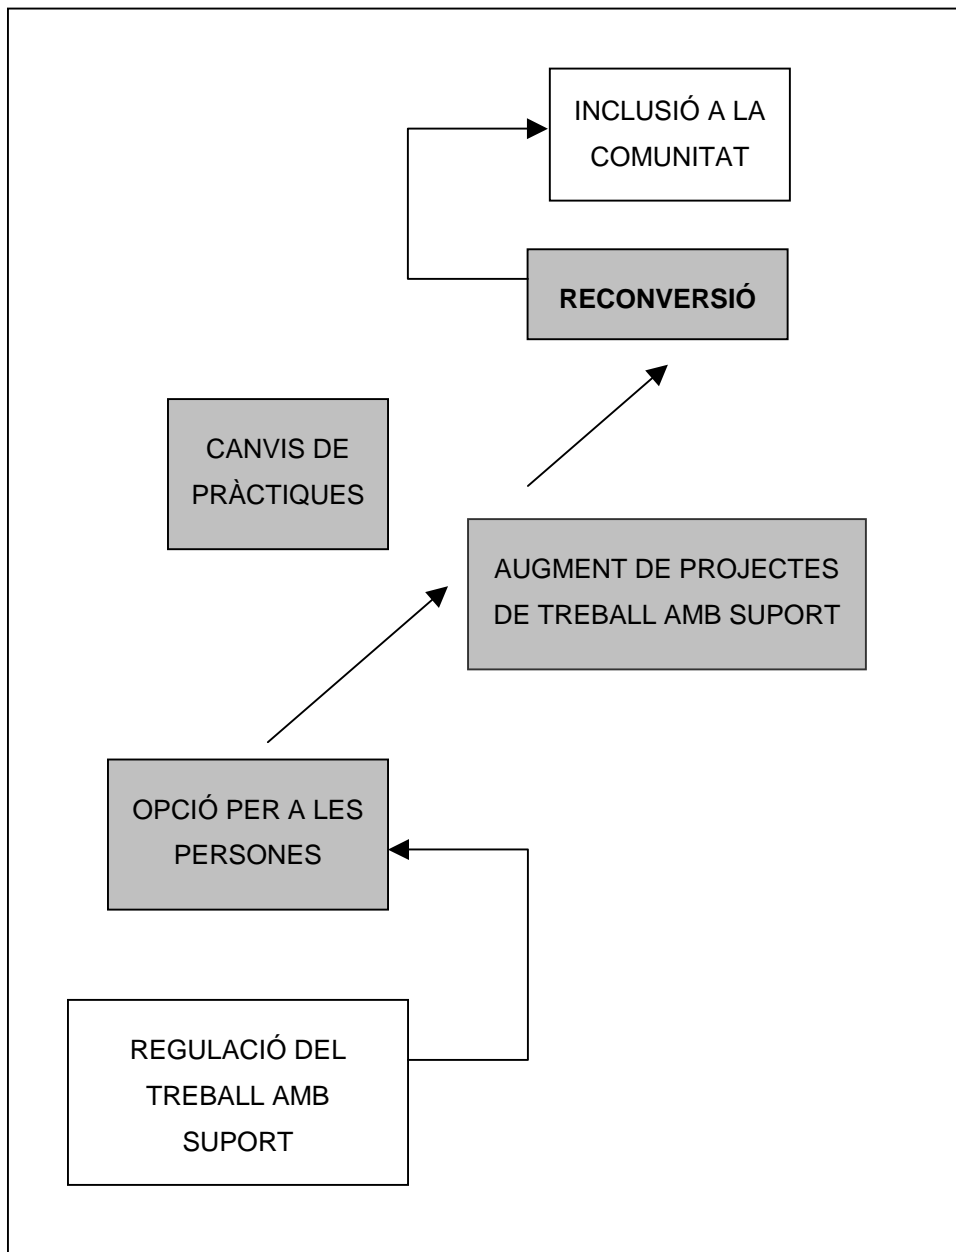 INCLUSIÓ A LA
COMUNITAT
RECONVERSIÓ
CANVIS DE
PRÀCTIQUES
AUGMENT DE PROJECTES
DE TREBALL AMB SUPORT
OPCIÓ PER A LES
PERSONES
REGULACIÓ DEL
TREBALL AMB
SUPORT